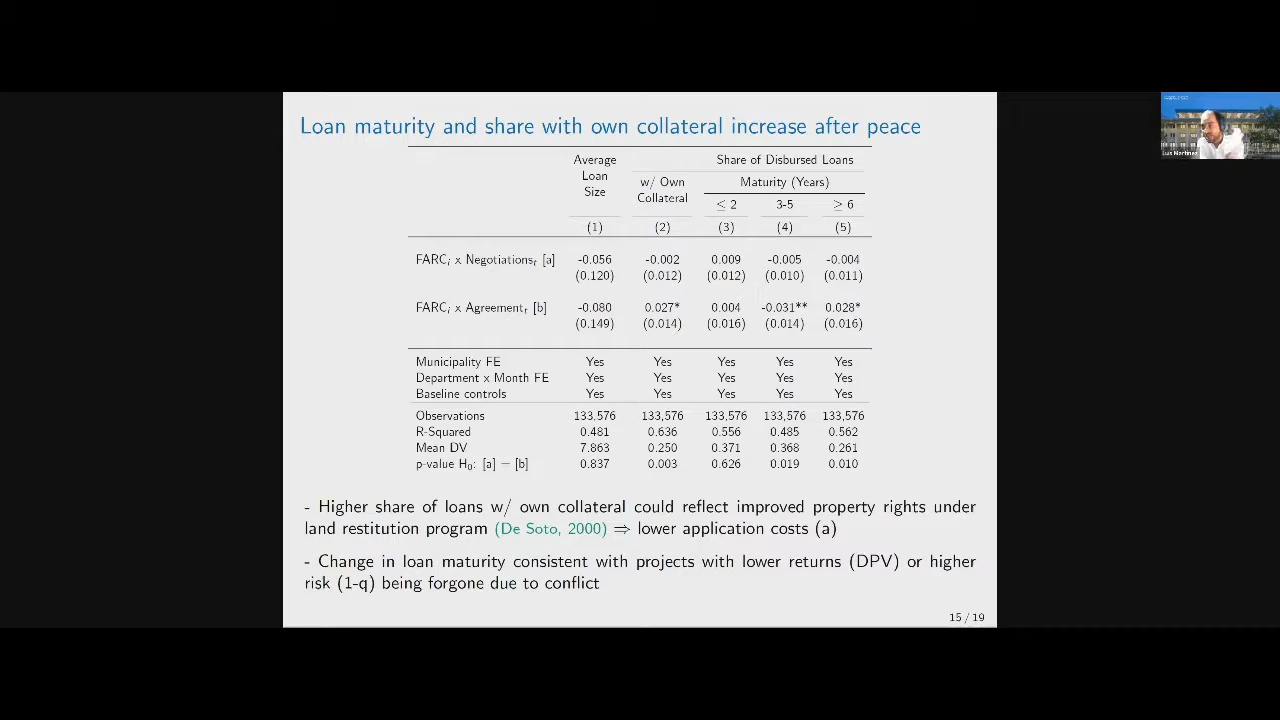 Loan maturity and share with own collateral increase after peace
Average Loan Size
Share of Disbursed Loans
w/ Own Collateral
Maturity (Years)
≤ 2 3-5 ≥ 6
(1) (2) (3) (4) (5)
FARCᵢ x Negotiationsₜ [a] -0.056 -0.002 0.009 -0.005 -0.004
(0.120) (0.012) (0.012) (0.010) (0.011)
FARCᵢ x Agreementₜ [b] -0.080 0.027* 0.004 -0.031** 0.028*
(0.149) (0.014) (0.016) (0.014) (0.016)
Municipality FE Yes Yes Yes Yes Yes
Department x Month FE Yes Yes Yes Yes Yes
Baseline controls Yes Yes Yes Yes Yes
Observations 133,576 133,576 133,576 133,576 133,576
R-Squared 0.481 0.636 0.556 0.485 0.562
Mean DV 7.863 0.250 0.371 0.368 0.261
p-value H₀: [a] = [b] 0.837 0.003 0.626 0.019 0.010
- Higher share of loans w/ own collateral could reflect improved property rights under
land restitution program (De Soto, 2000) ⇒ lower application costs (a)
- Change in loan maturity consistent with projects with lower returns (DPV) or higher
risk (1-q) being forgone due to conflict
15 / 19
Luis Martinez